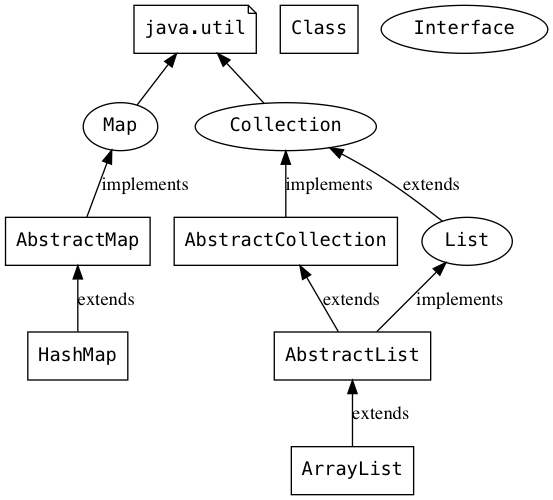 java.util
Class
Interface
Map
Collection
implements
implements
extends
AbstractMap
AbstractCollection
List
extends
extends
implements
HashMap
AbstractList
extends
ArrayList